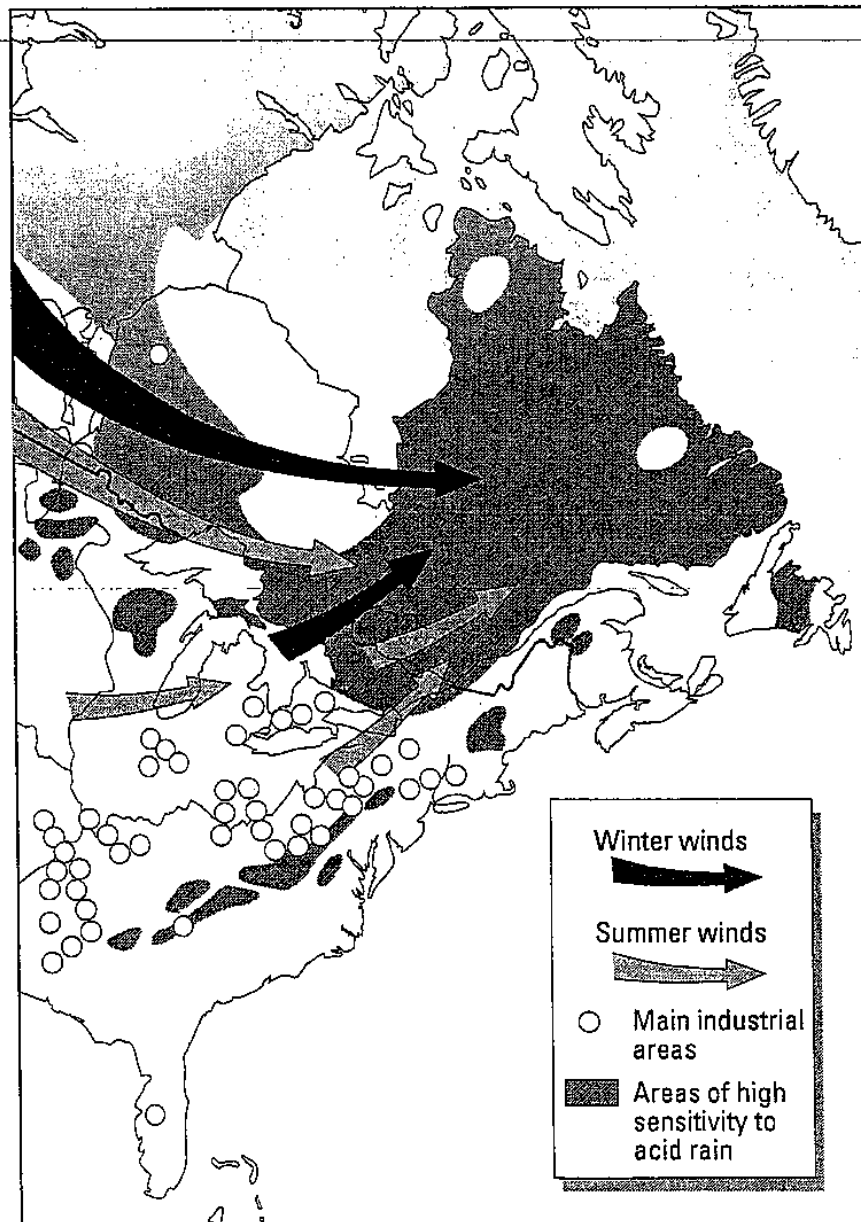 Winter winds
Summer winds
Main industrial
areas
Areas of high
sensitivity to
acid rain